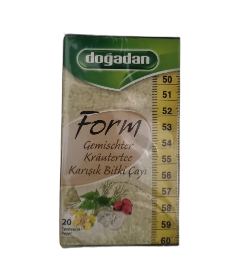 doğadan
Form
Gemischter
Kräutertee
Karışık Bitki Çayı
50
51
52
53
54
55
56
57
58
59
60
20